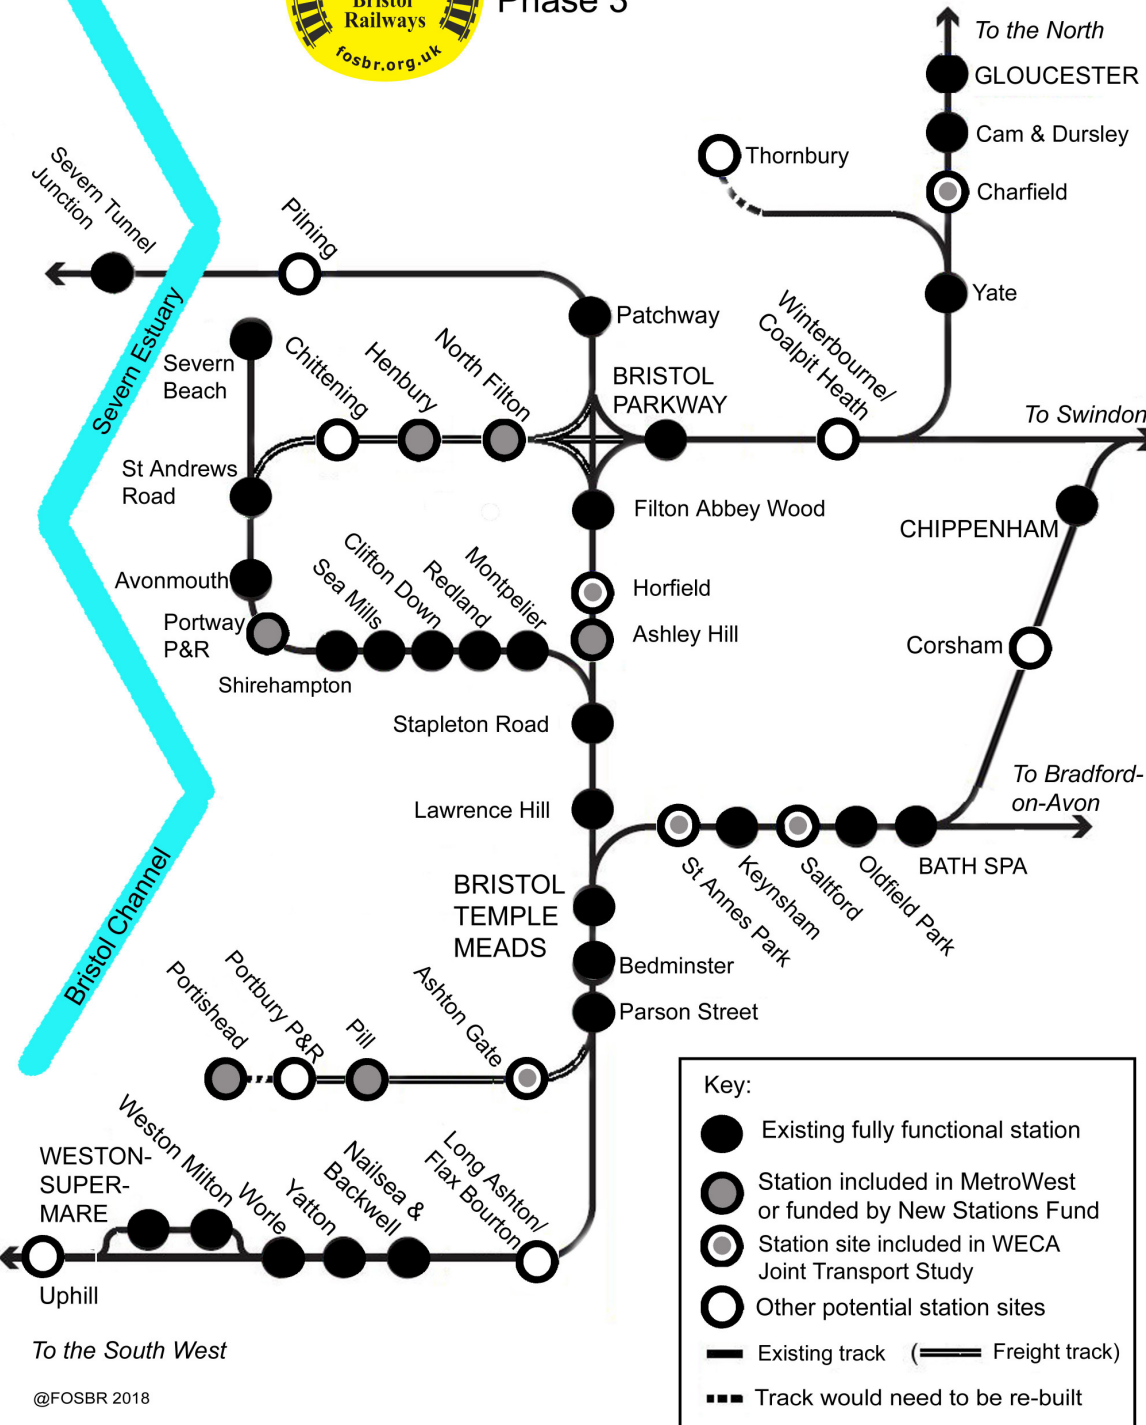 Bristol
Railways
fosbr.org.uk
Phase 3
To the North
GLOUCESTER
Cam & Dursley
Charfield
Thornbury
Severn Tunnel
Junction
Pilning
Yate
Patchway
Severn Estuary
Severn
Beach
Chittening
Henbury
North Filton
BRISTOL
PARKWAY
Winterbourne/
Coalpit Heath
To Swindon
St Andrews
Road
Filton Abbey Wood
CHIPPENHAM
Avonmouth
Portway
P&R
Shirehampton
Sea Mills
Clifton Down
Redland
Montpelier
Horfield
Ashley Hill
Corsham
Stapleton Road
Lawrence Hill
To Bradford-
on-Avon
BRISTOL
TEMPLE
MEADS
St Annes Park
Keynsham
Saltford
Oldfield Park
BATH SPA
Bristol Channel
Bedminster
Parson Street
Portishead
Portbury P&R
Pill
Ashton Gate
WESTON-
SUPER-
MARE
Weston Milton
Worle
Yatton
Nailsea &
Backwell
Long Ashton/
Flax Bourton
Uphill
To the South West
@FOSBR 2018
Key:
Existing fully functional station
Station included in MetroWest
or funded by New Stations Fund
Station site included in WECA
Joint Transport Study
Other potential station sites
Existing track ( Freight track)
Track would need to be re-built